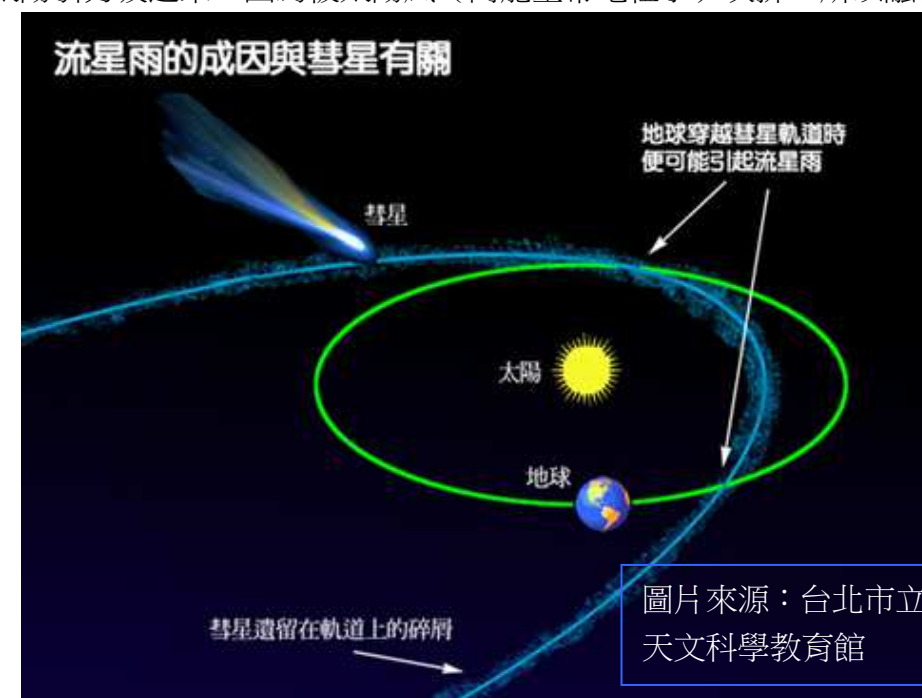 流星雨的成因與彗星有關
地球穿越彗星軌道時
便可能引起流星雨
彗星
太陽
地球
彗星遺留在軌道上的碎屑
圖片來源：台北市立
天文科學教育館